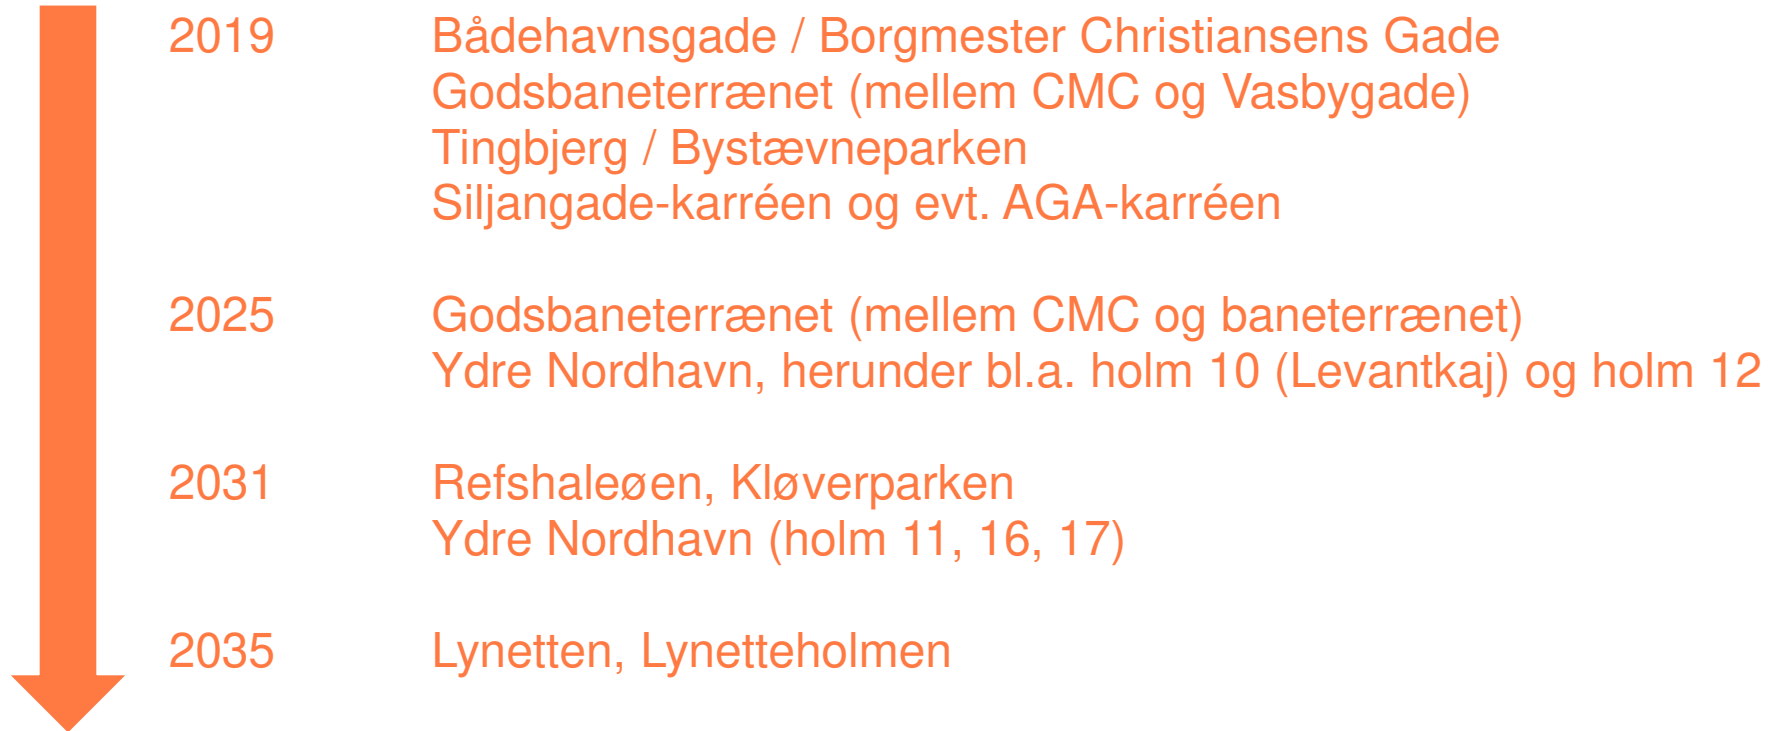 2019 Bådehavnsgade / Borgmester Christiansens Gade
Godsbaneterrænet (mellem CMC og Vasbygade)
Tingbjerg / Bystævneparken
Siljangade-karréen og evt. AGA-karréen
2025 Godsbaneterrænet (mellem CMC og baneterrænet)
Ydre Nordhavn, herunder bl.a. holm 10 (Levantkaj) og holm 12
2031 Refshaleøen, Kløverparken
Ydre Nordhavn (holm 11, 16, 17)
2035 Lynetten, Lynetteholmen